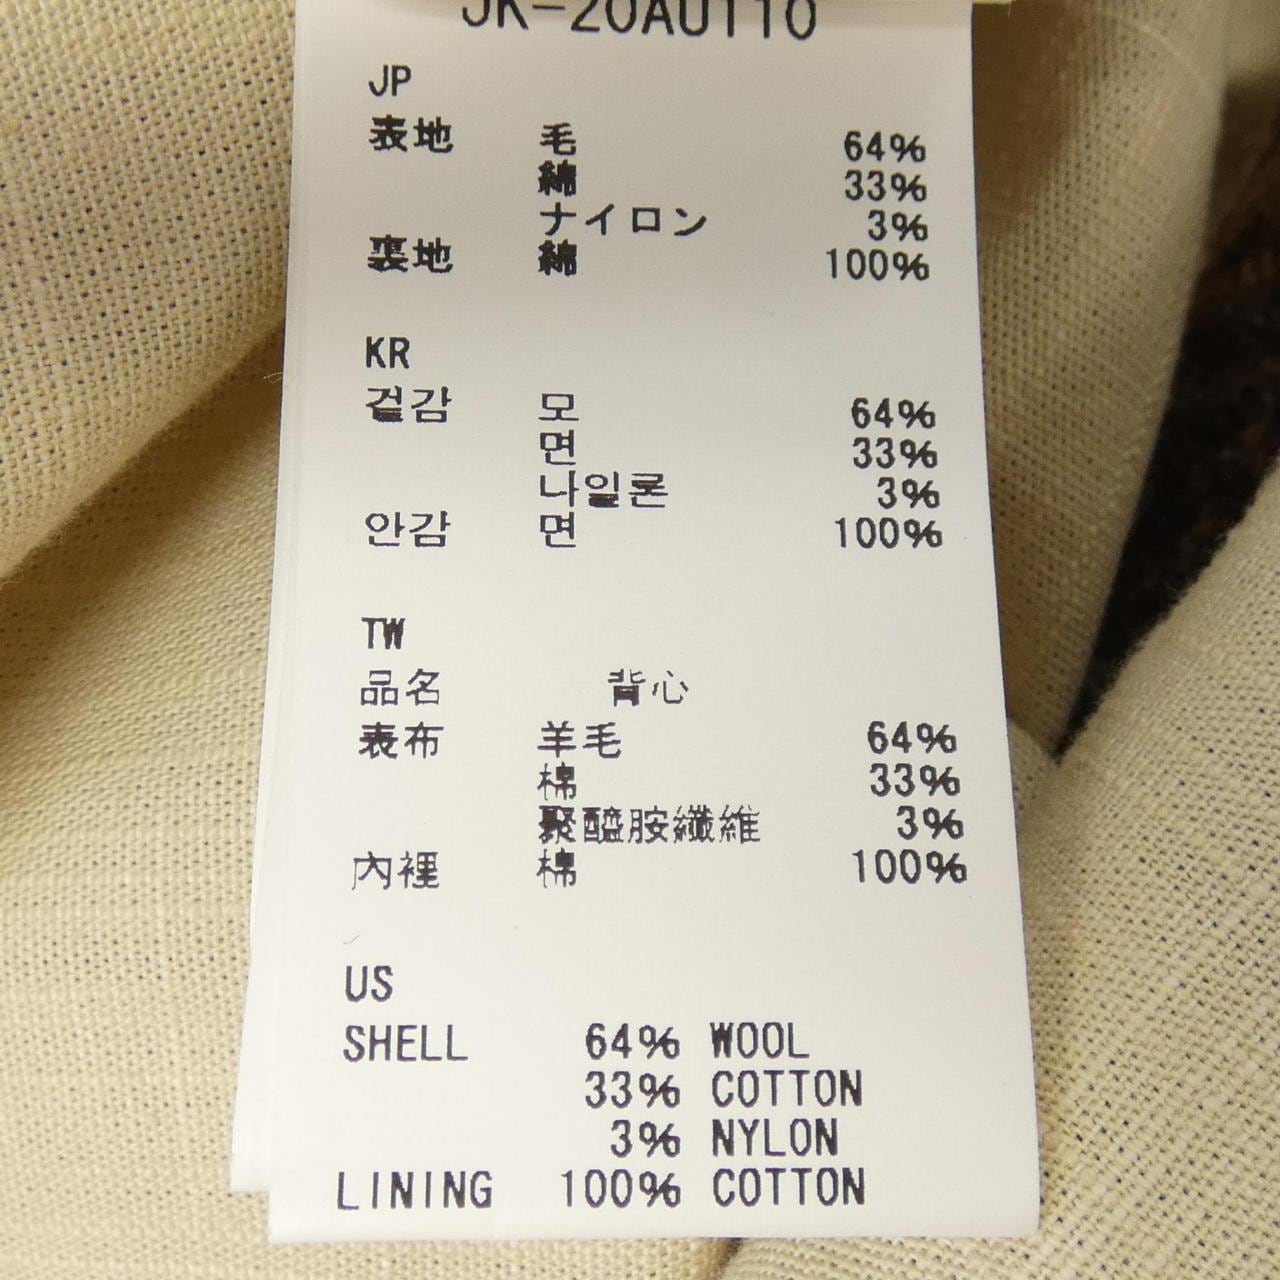 JK-20AU110
JP
表地 毛 64%
綿 33%
ナイロン 3%
裏地 綿 100%
KR
겉감 모 64%
면 33%
나일론 3%
안감 면 100%
TW
品名 背心
表布 羊毛 64%
棉 33%
聚醯胺纖維 3%
內裡 棉 100%
US
SHELL 64% WOOL
33% COTTON
3% NYLON
LINING 100% COTTON